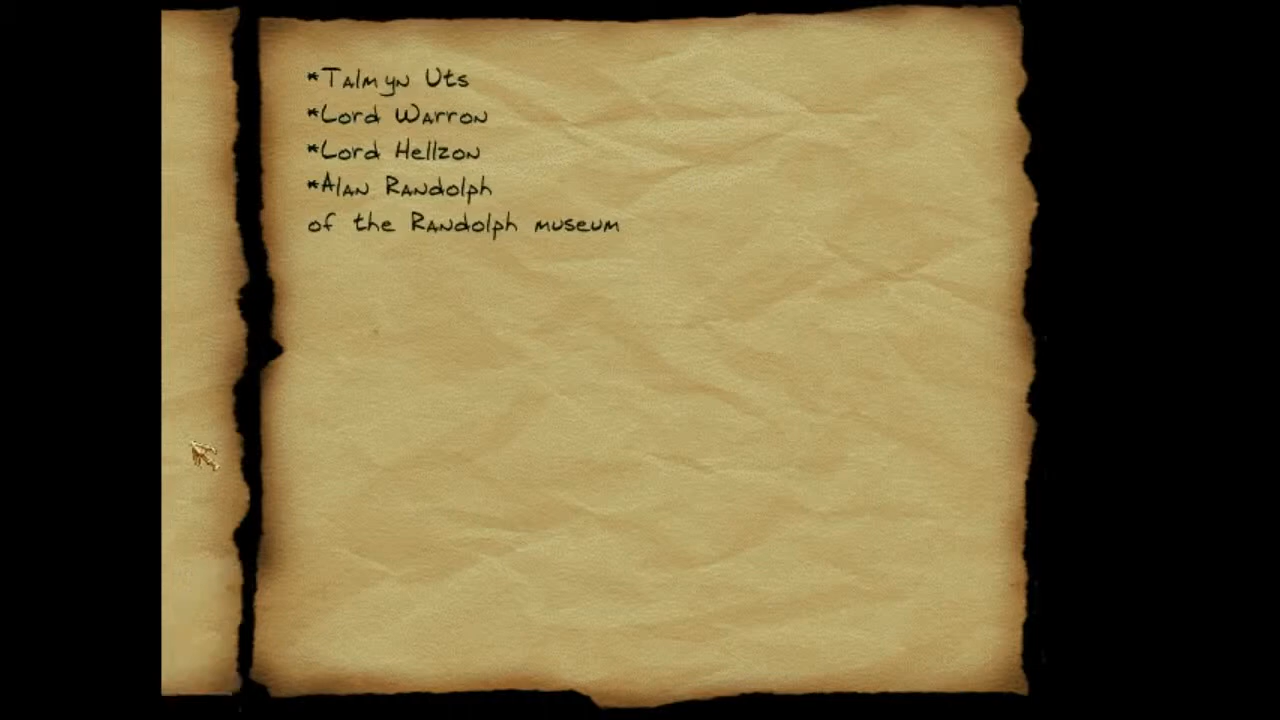 *Talmyn Uts
*Lord Warron
*Lord Hellzon
*Alan Randolph
of the Randolph museum